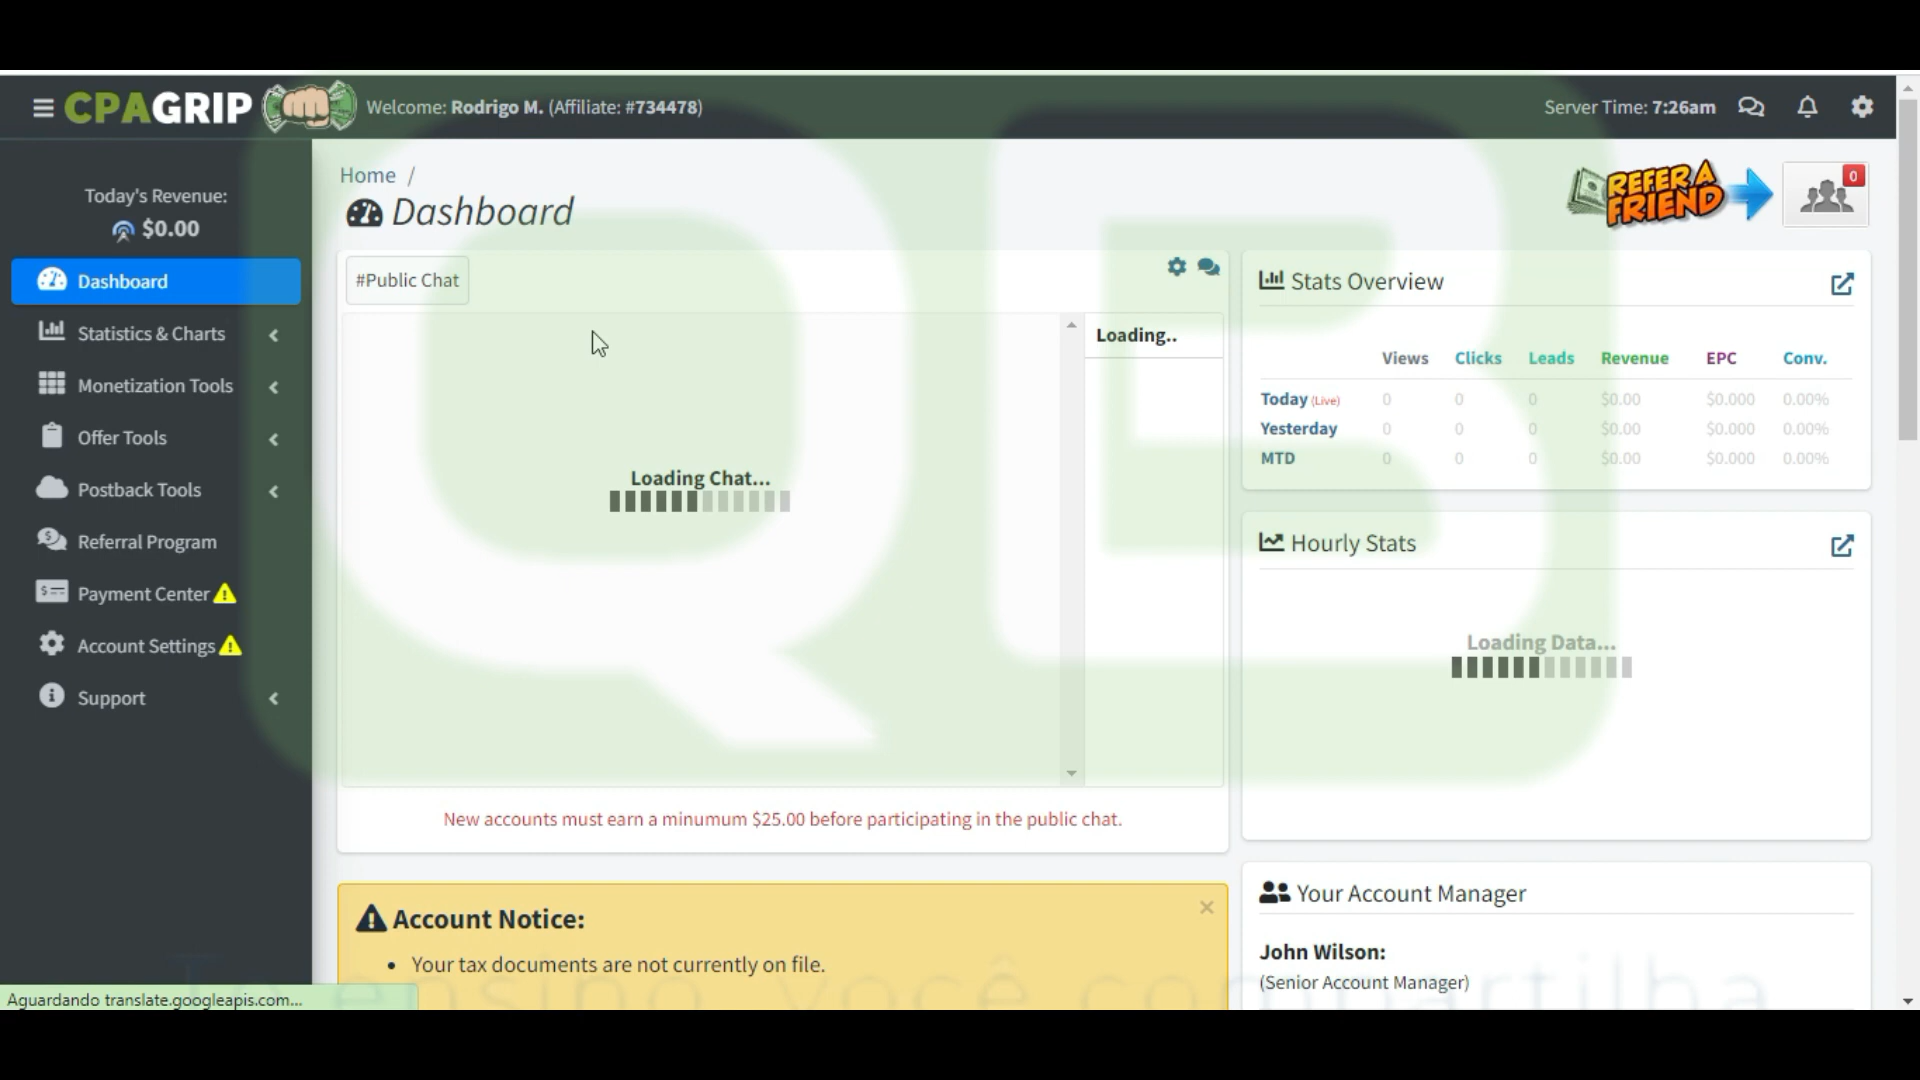 CPAGRIP Welcome: Rodrigo M. (Affiliate: #734478) Server Time: 7:26am
Today's Revenue:
$0.00
Dashboard
Statistics & Charts
Monetization Tools
Offer Tools
Postback Tools
Referral Program
Payment Center
Account Settings
Support
Home /
Dashboard
REFER A
FRIEND
0
#Public Chat
Loading..
Loading Chat...
New accounts must earn a minumum $25.00 before participating in the public chat.
Account Notice:
• Your tax documents are not currently on file.
Stats Overview
Views Clicks Leads Revenue EPC Conv.
Today (Live) 0 0 0 $0.00 $0.000 0.00%
Yesterday 0 0 0 $0.00 $0.000 0.00%
MTD 0 0 0 $0.00 $0.000 0.00%
Hourly Stats
Loading Data...
Your Account Manager
John Wilson:
(Senior Account Manager)
Aguardando translate.googleapis.com...
QB
ensino, você compartilha